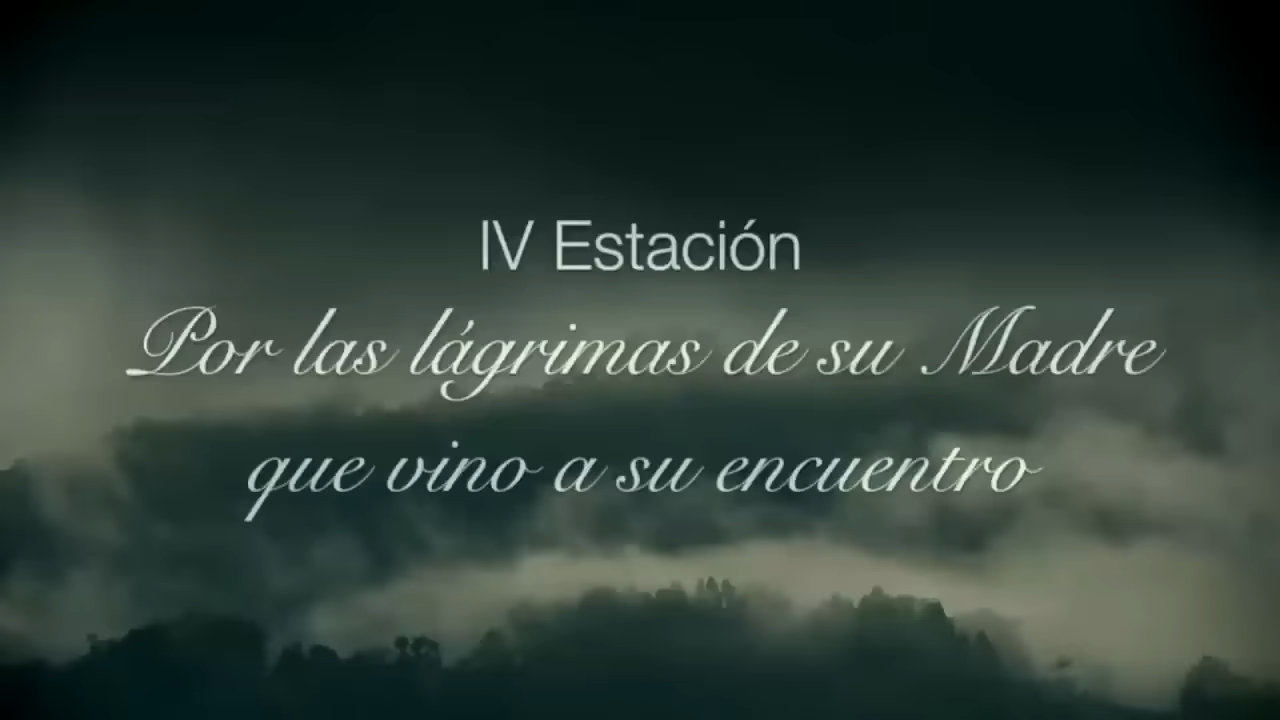 IV Estación
Por las lágrimas de su Madre
que vino a su encuentro